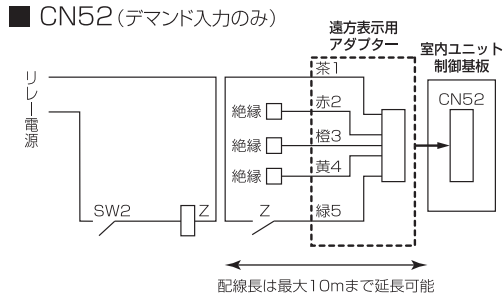 ■ CN52(デマンド入力のみ)
遠方表示用
アダプター
室内ユニット
制御基板
リレー電源
茶1
赤2
橙3
黄4
緑5
絶縁
絶縁
絶縁
CN52
SW2
Z
Z
配線長は最大10mまで延長可能